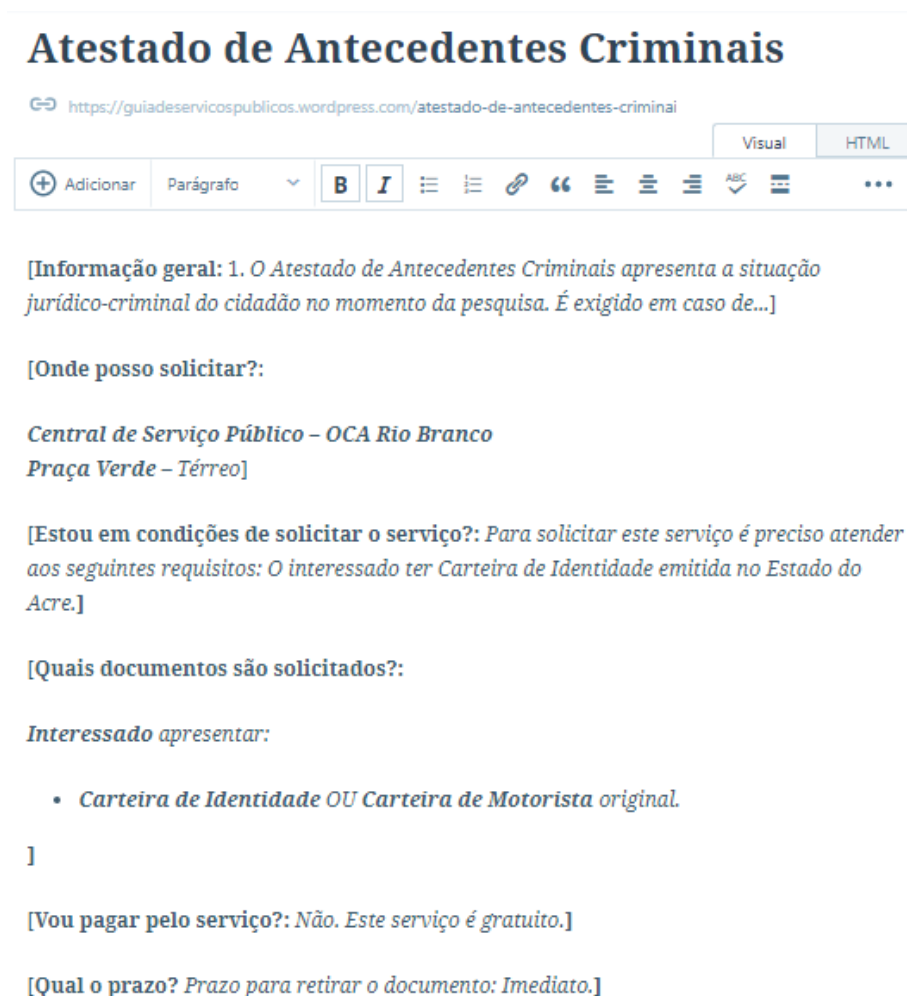 Atestado de Antecedentes Criminais
https://guiadeservicospublicos.wordpress.com/atestado-de-antecedentes-criminai
Visual HTML
Adicionar Parágrafo B I ABC
[Informação geral: 1. O Atestado de Antecedentes Criminais apresenta a situação
jurídico-criminal do cidadão no momento da pesquisa. É exigido em caso de...]
[Onde posso solicitar?:
Central de Serviço Público – OCA Rio Branco
Praça Verde – Térreo]
[Estou em condições de solicitar o serviço?: Para solicitar este serviço é preciso atender
aos seguintes requisitos: O interessado ter Carteira de Identidade emitida no Estado do
Acre.]
[Quais documentos são solicitados?:
Interessado apresentar:
• Carteira de Identidade OU Carteira de Motorista original.
]
[Vou pagar pelo serviço?: Não. Este serviço é gratuito.]
[Qual o prazo? Prazo para retirar o documento: Imediato.]